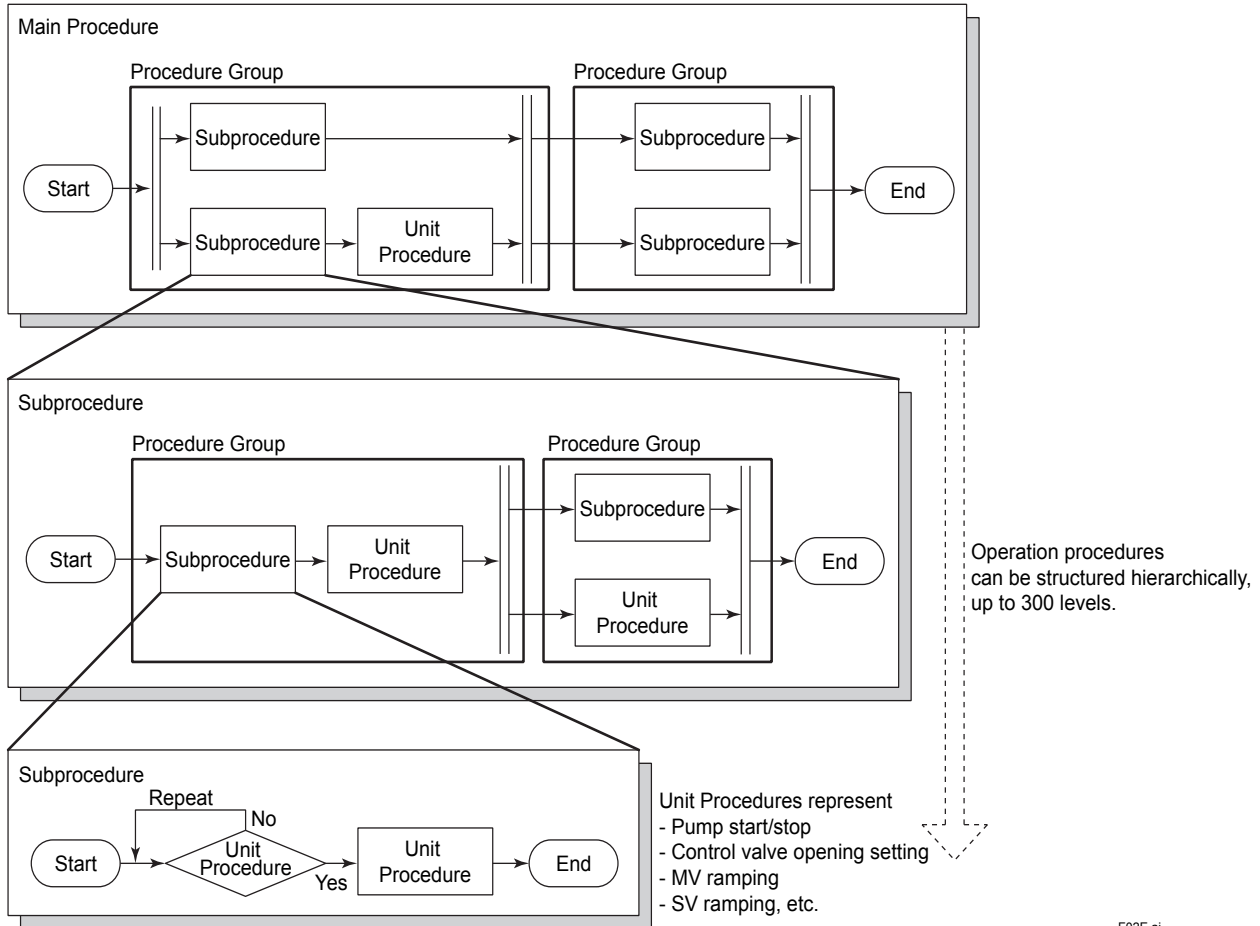 Main Procedure
Procedure Group
Procedure Group
Subprocedure
Subprocedure
Start
End
Subprocedure
Unit
Procedure
Subprocedure
Subprocedure
Procedure Group
Procedure Group
Subprocedure
Start
Subprocedure
Unit
Procedure
End
Unit
Procedure
Operation procedures
can be structured hierarchically,
up to 300 levels.
Subprocedure
Repeat
No
Start
Unit
Procedure
Yes
Unit
Procedure
End
Unit Procedures represent
- Pump start/stop
- Control valve opening setting
- MV ramping
- SV ramping, etc.